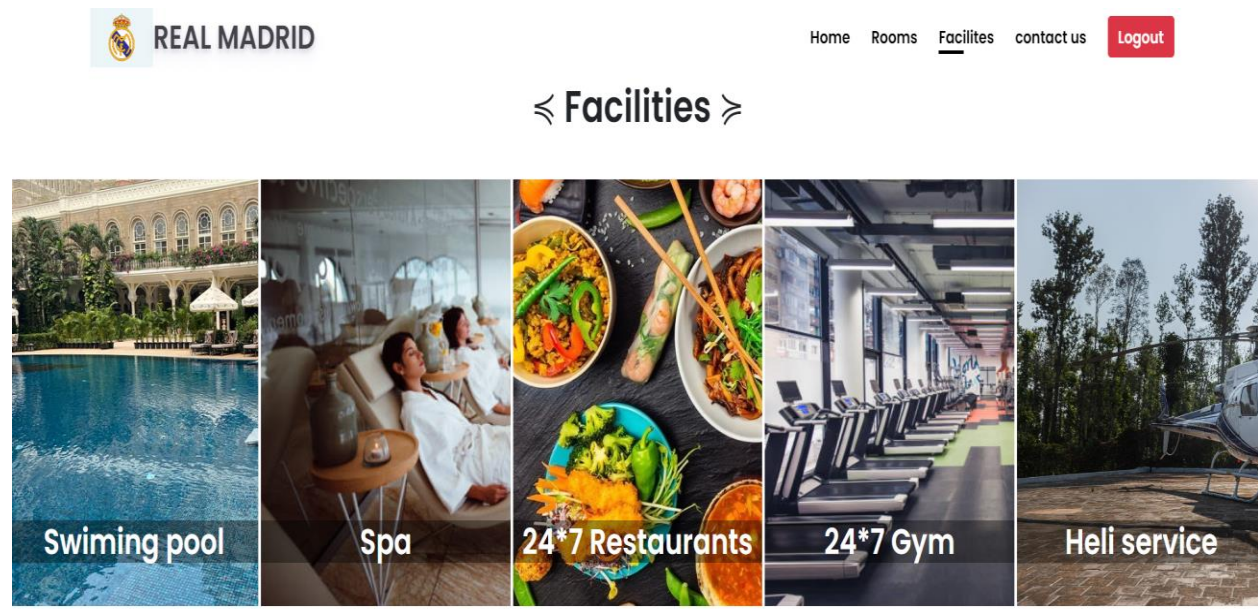 REAL MADRID
Home Rooms Facilites contact us Logout
≼ Facilities ≽
Swiming pool
Spa
24*7 Restaurants
24*7 Gym
Heli service